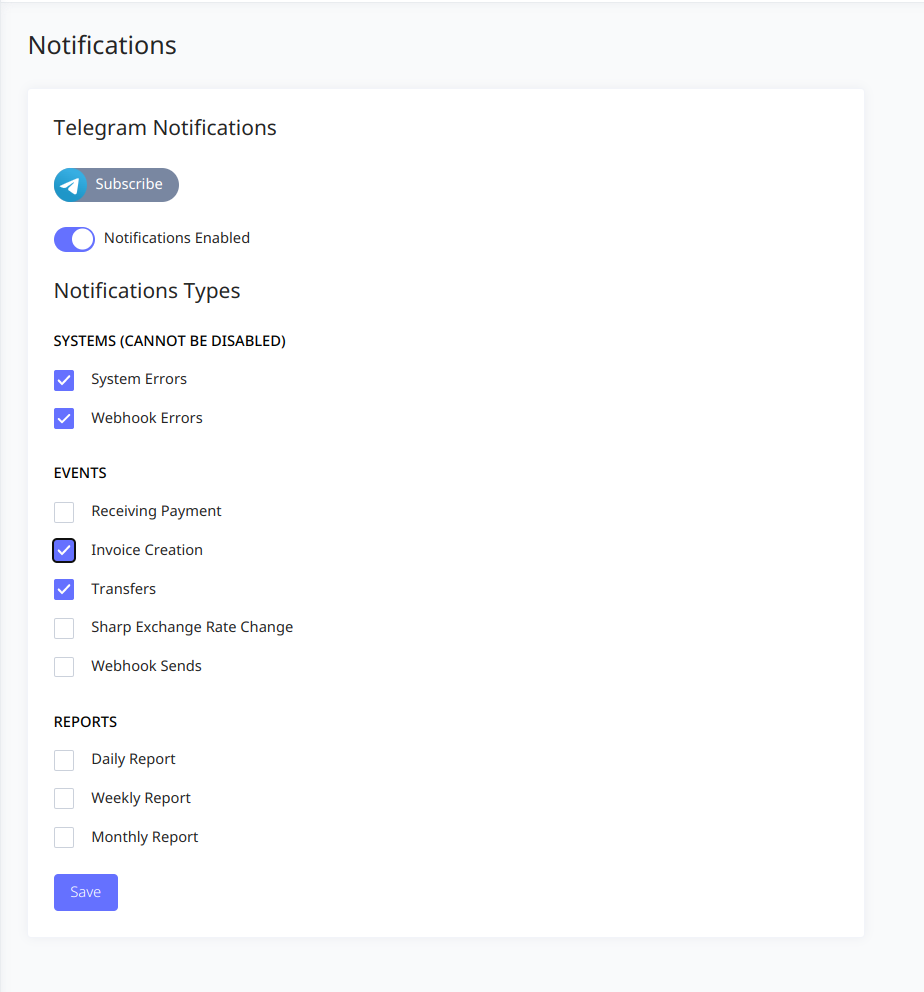 Notifications
Telegram Notifications
Subscribe
Notifications Enabled
Notifications Types
SYSTEMS (CANNOT BE DISABLED)
System Errors
Webhook Errors
EVENTS
Receiving Payment
Invoice Creation
Transfers
Sharp Exchange Rate Change
Webhook Sends
REPORTS
Daily Report
Weekly Report
Monthly Report
Save